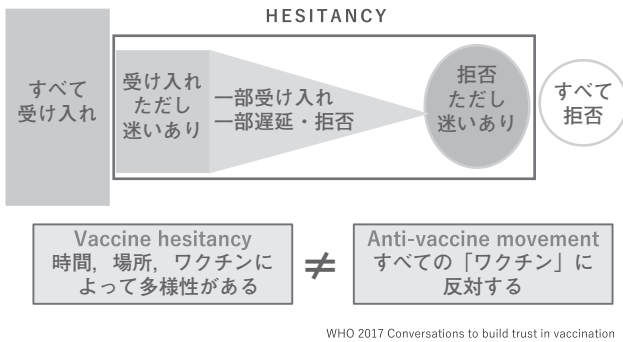 HESITANCY
すべて
受け入れ
受け入れ
ただし
迷いあり
一部受け入れ
一部遅延・拒否
拒否
ただし
迷いあり
すべて
拒否
Vaccine hesitancy
時間，場所，ワクチンに
よって多様性がある
≠
Anti-vaccine movement
すべての「ワクチン」に
反対する
WHO 2017 Conversations to build trust in vaccination